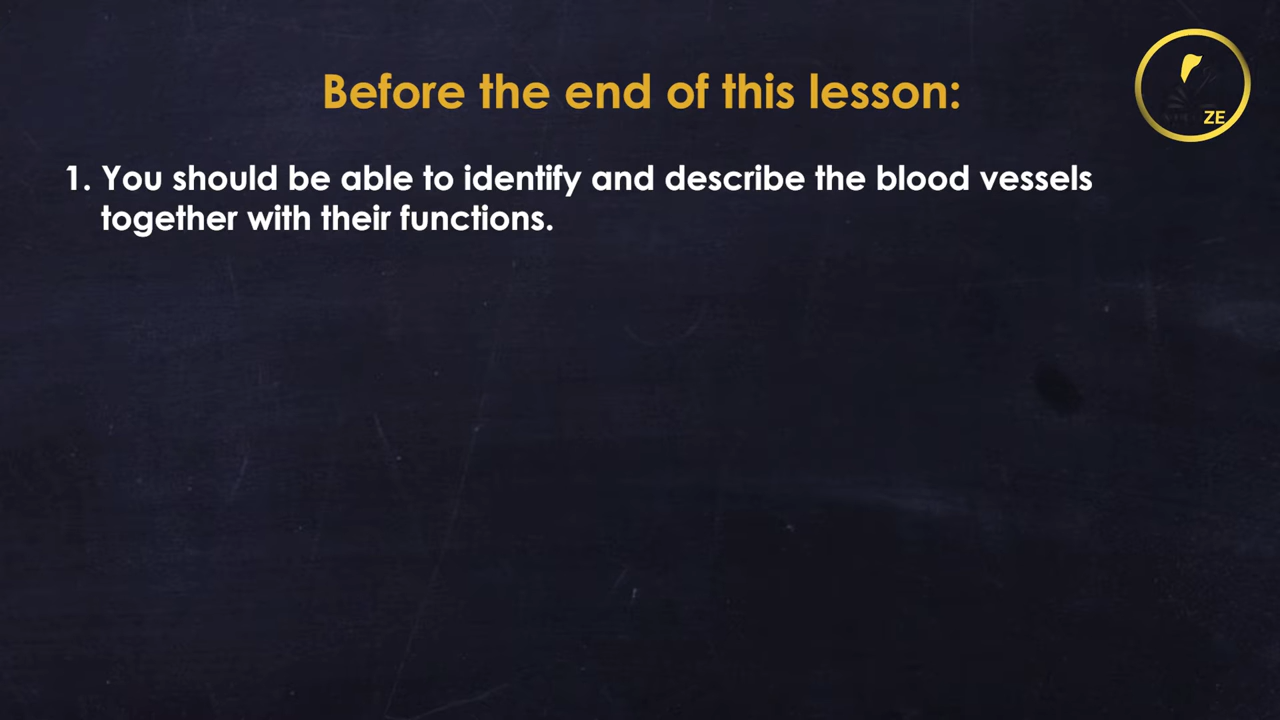 Before the end of this lesson:
ZE
1. You should be able to identify and describe the blood vessels
together with their functions.